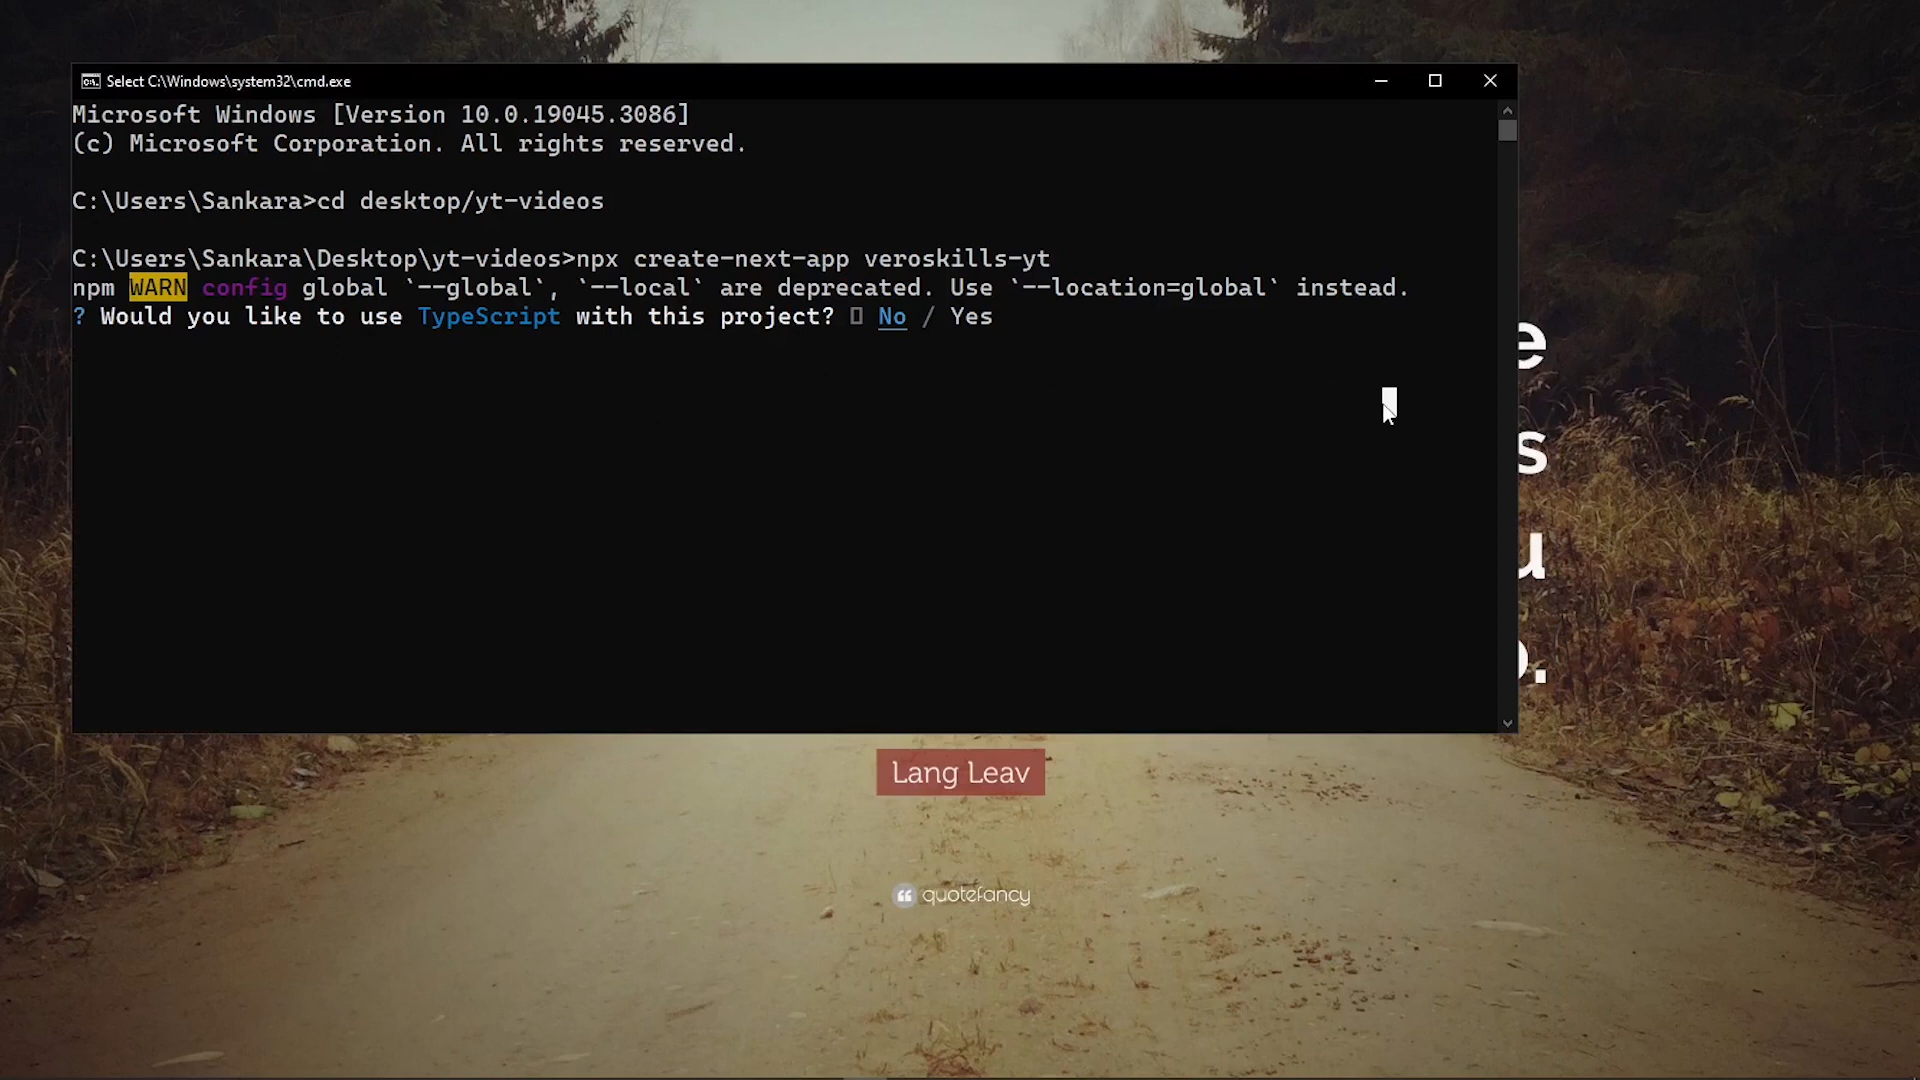 Select C:\Windows\system32\cmd.exe
Microsoft Windows [Version 10.0.19045.3086]
(c) Microsoft Corporation. All rights reserved.
C:\Users\Sankara>cd desktop/yt-videos
C:\Users\Sankara\Desktop\yt-videos>npx create-next-app veroskills-yt
npm WARN config global `--global`, `--local` are deprecated. Use `--location=global` instead.
? Would you like to use TypeScript with this project? No / Yes
e
s
u
Lang Leav
quotefancy